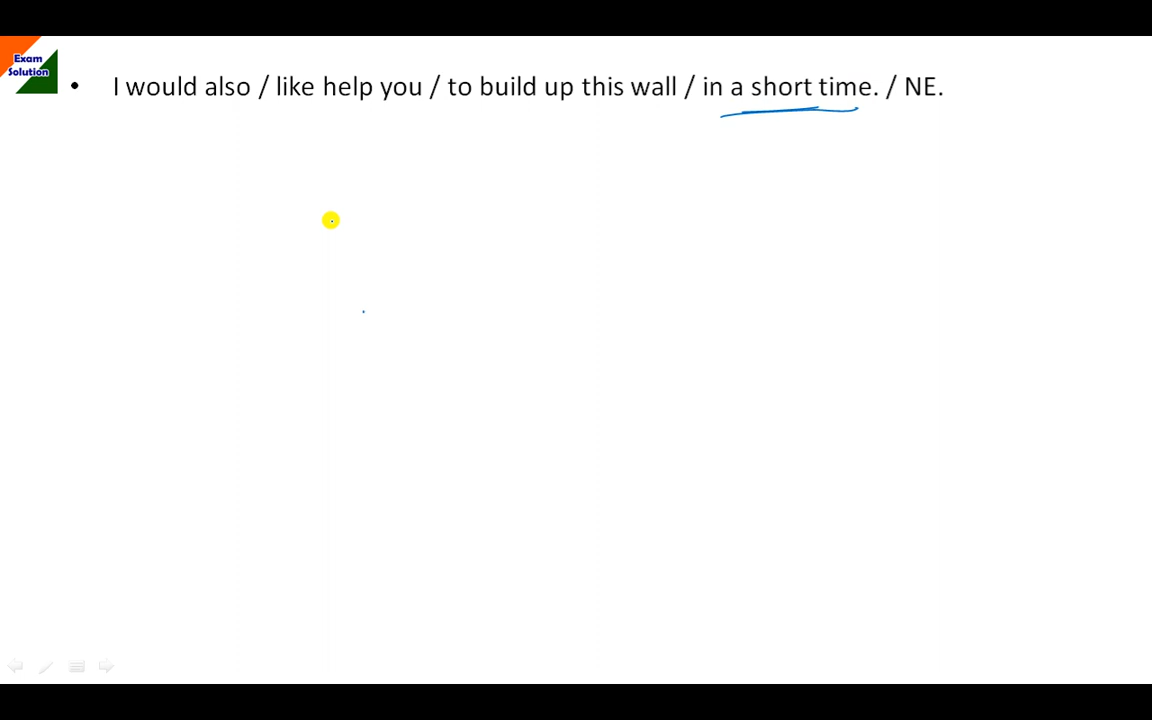 Exam
Solution
• I would also / like help you / to build up this wall / in a short time. / NE.